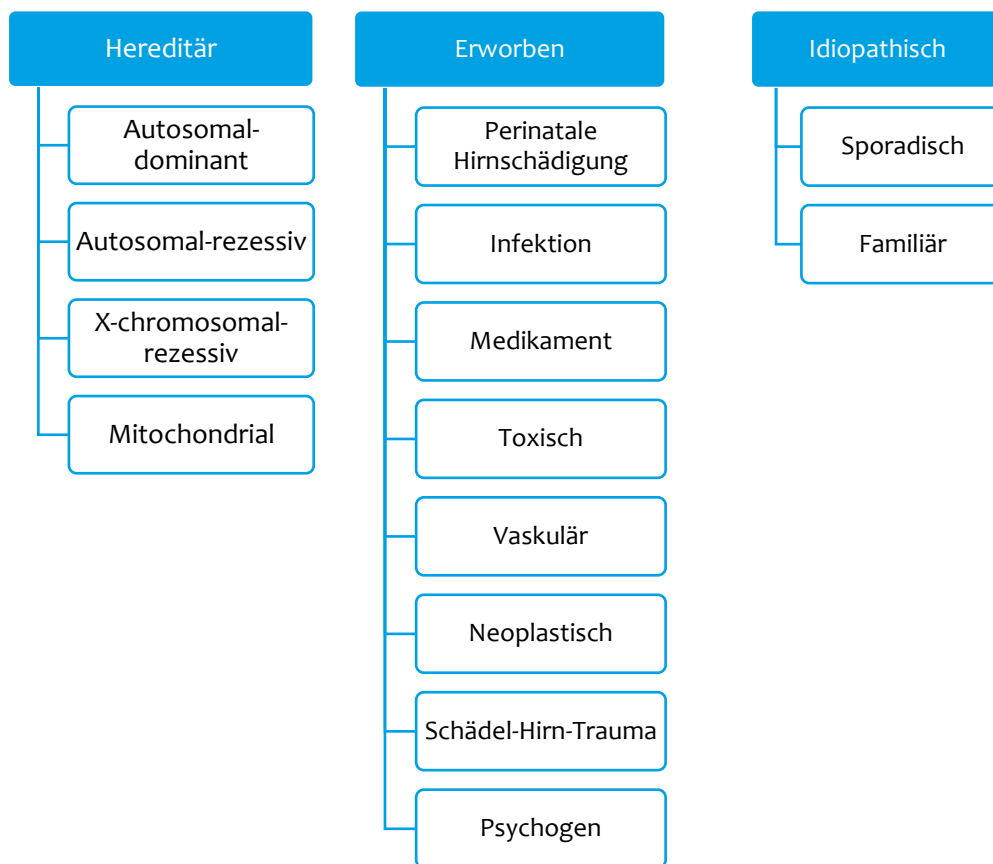 Hereditär
Autosomal-
dominant
Autosomal-rezessiv
X-chromosomal-
rezessiv
Mitochondrial
Erworben
Perinatale
Hirnschädigung
Infektion
Medikament
Toxisch
Vaskulär
Neoplastisch
Schädel-Hirn-Trauma
Psychogen
Idiopathisch
Sporadisch
Familiär